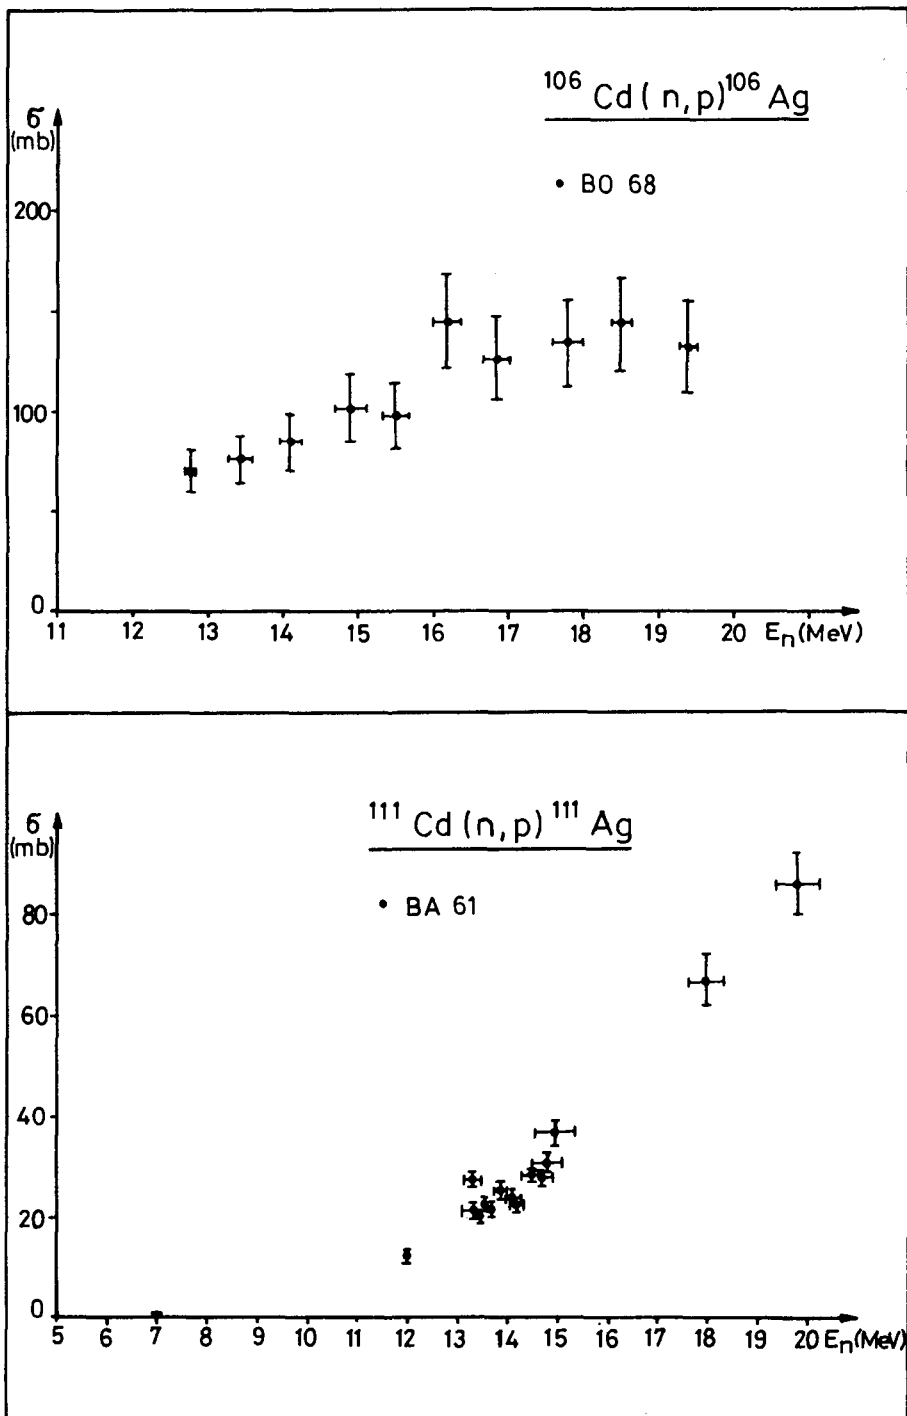 ¹⁰⁶Cd(n,p)¹⁰⁶Ag
σ
(mb)
• BO 68
200
100
0
11 12 13 14 15 16 17 18 19 20 Eₙ(MeV)
¹¹¹Cd(n,p)¹¹¹Ag
σ
(mb)
• BA 61
80
60
40
20
0
5 6 7 8 9 10 11 12 13 14 15 16 17 18 19 20 Eₙ(MeV)